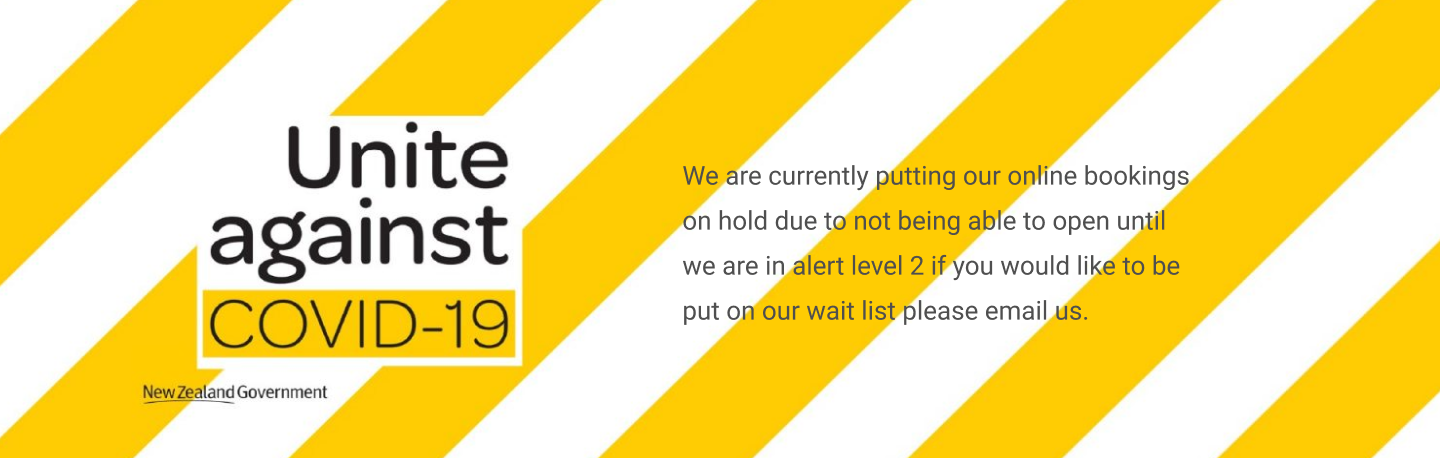 Unite
against
COVID-19
New Zealand Government
We are currently putting our online bookings
on hold due to not being able to open until
we are in alert level 2 if you would like to be
put on our wait list please email us.